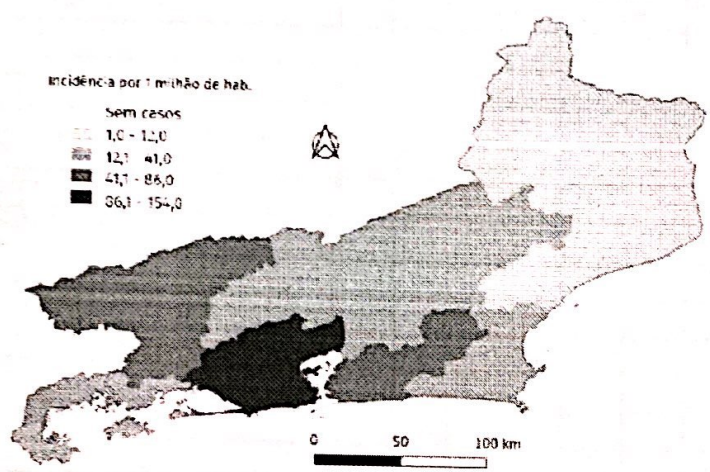 Incidência por 1 milhão de hab.
Sem casos
1,0 - 12,0
12,1 - 41,0
41,1 - 86,0
86,1 - 154,0
0 50 100 km